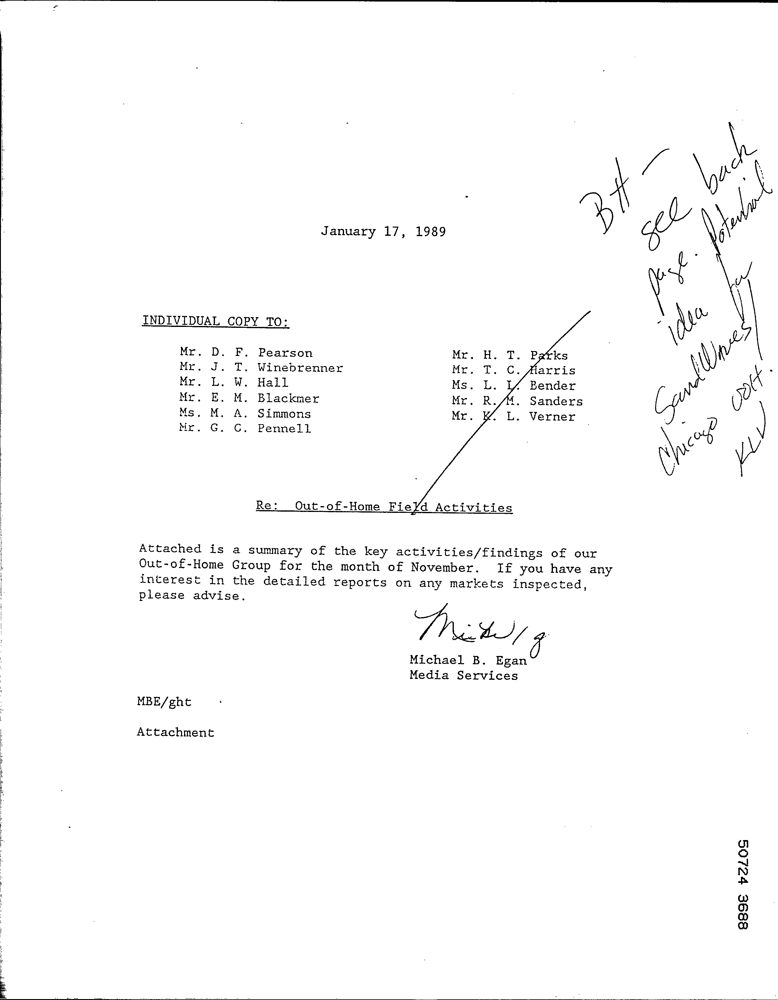 BH -
see back
page. Potential
idea for
Sand Waves/
Chicago OOH.
KLV
January 17, 1989
INDIVIDUAL COPY TO:
Mr. D. F. Pearson
Mr. J. T. Winebrenner
Mr. L. W. Hall
Mr. E. M. Blackmer
Ms. M. A. Simmons
Mr. G. C. Pennell
Mr. H. T. Parks
Mr. T. C. Harris
Ms. L. L. Bender
Mr. R. M. Sanders
Mr. K. L. Verner
Re: Out-of-Home Field Activities
Attached is a summary of the key activities/findings of our
Out-of-Home Group for the month of November. If you have any
interest in the detailed reports on any markets inspected,
please advise.
Mike/g
Michael B. Egan
Media Services
MBE/ght
Attachment
50724 3688